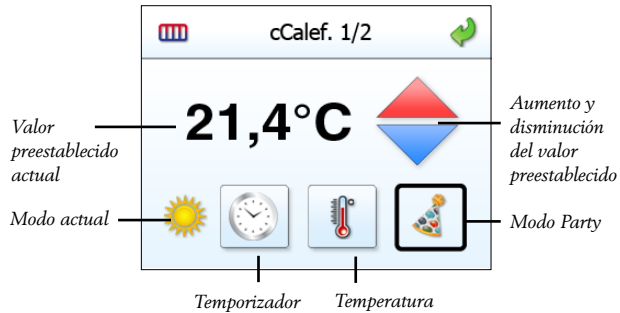 cCalef. 1/2
21,4°C
Valor
preestablecido
actual
Aumento y
disminución
del valor
preestablecido
Modo actual
Modo Party
Temporizador
Temperatura